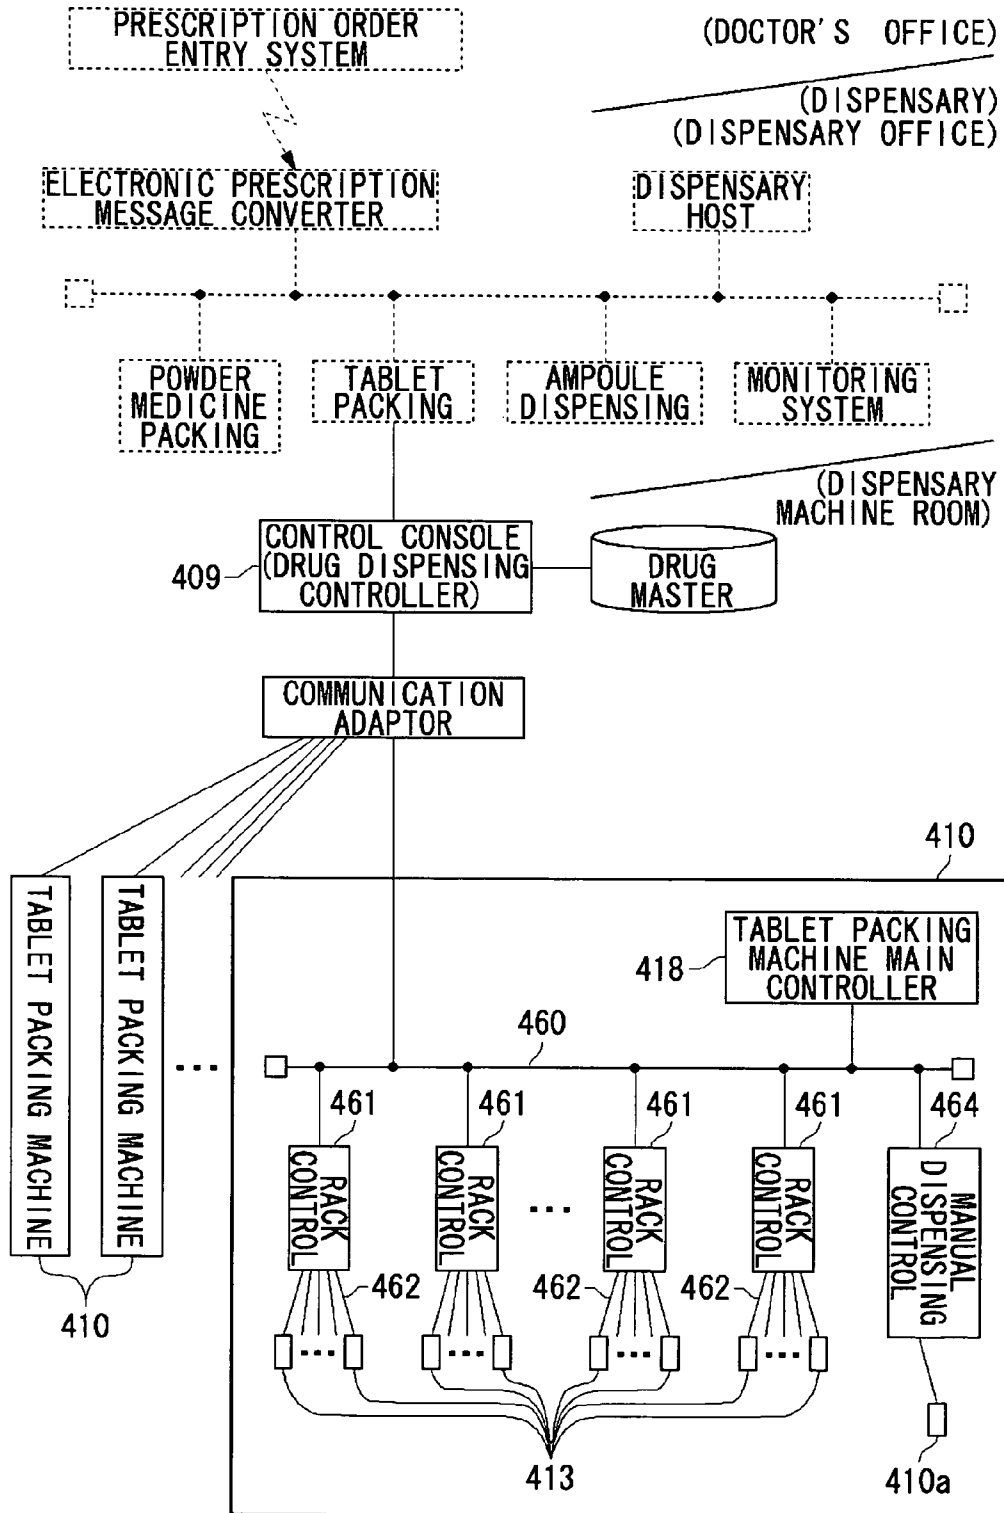 PRESCRIPTION ORDER
ENTRY SYSTEM
(DOCTOR'S OFFICE)
(DISPENSARY)
(DISPENSARY OFFICE)
ELECTRONIC PRESCRIPTION
MESSAGE CONVERTER
DISPENSARY
HOST
POWDER
MEDICINE
PACKING
TABLET
PACKING
AMPOULE
DISPENSING
MONITORING
SYSTEM
(DISPENSARY
MACHINE ROOM)
CONTROL CONSOLE
(DRUG DISPENSING
CONTROLLER)
409
DRUG
MASTER
COMMUNICATION
ADAPTOR
410
TABLET PACKING MACHINE
TABLET PACKING MACHINE
...
410
TABLET PACKING
MACHINE MAIN
CONTROLLER
418
460
461
461
461
461
464
RACK
CONTROL
RACK
CONTROL
...
RACK
CONTROL
RACK
CONTROL
MANUAL
DISPENSING
CONTROL
462
462
462
...
...
...
...
413
410a